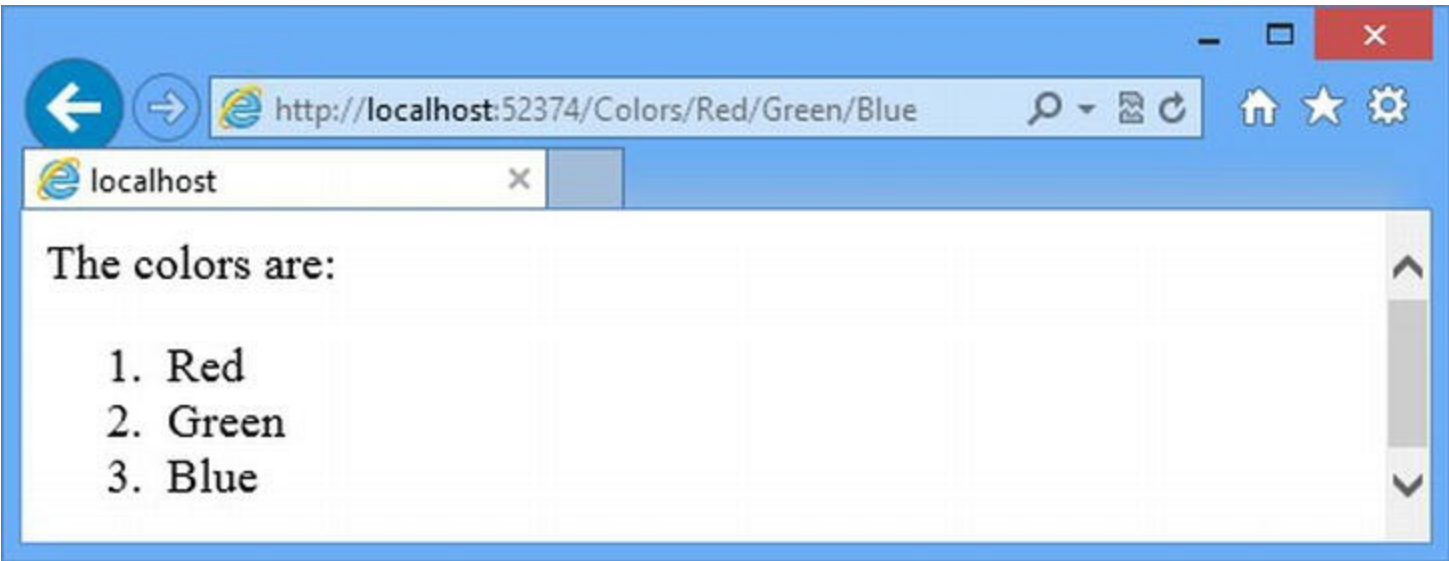 http://localhost:52374/Colors/Red/Green/Blue
localhost
The colors are:
1. Red
2. Green
3. Blue